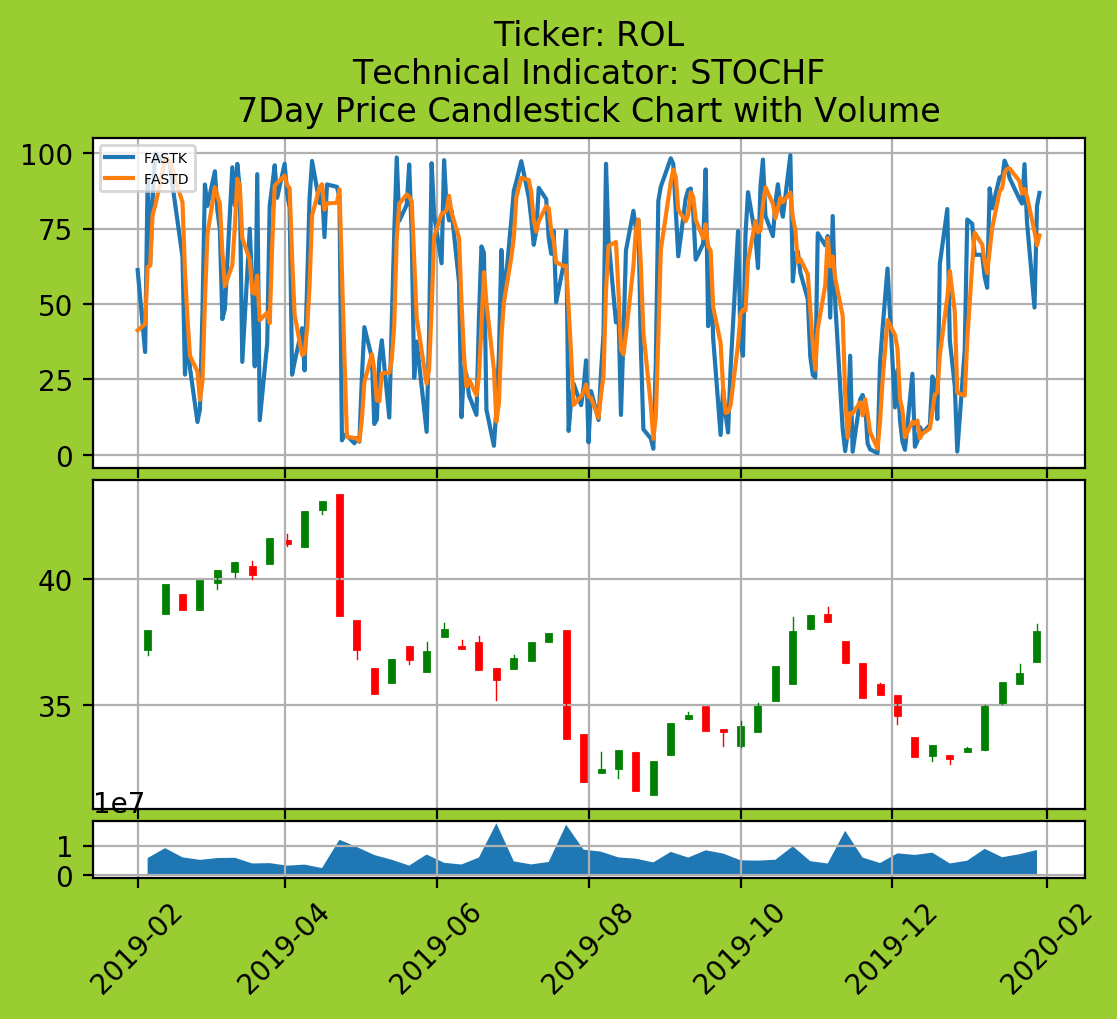 Ticker: ROL
Technical Indicator: STOCHF
7Day Price Candlestick Chart with Volume
100
75
50
25
0
FASTK
FASTD
40
35
1e7
1
0
2019-02
2019-04
2019-06
2019-08
2019-10
2019-12
2020-02